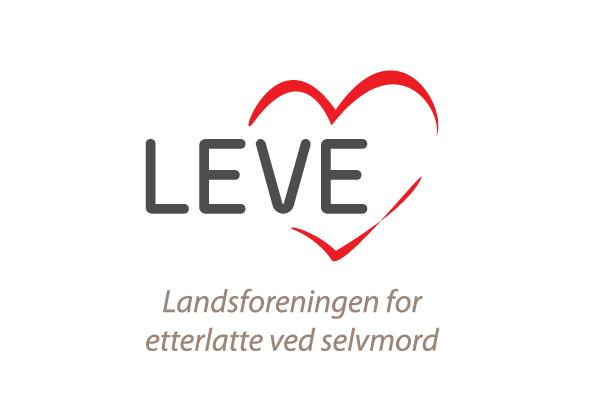 LEVE
Landsforeningen for
etterlatte ved selvmord